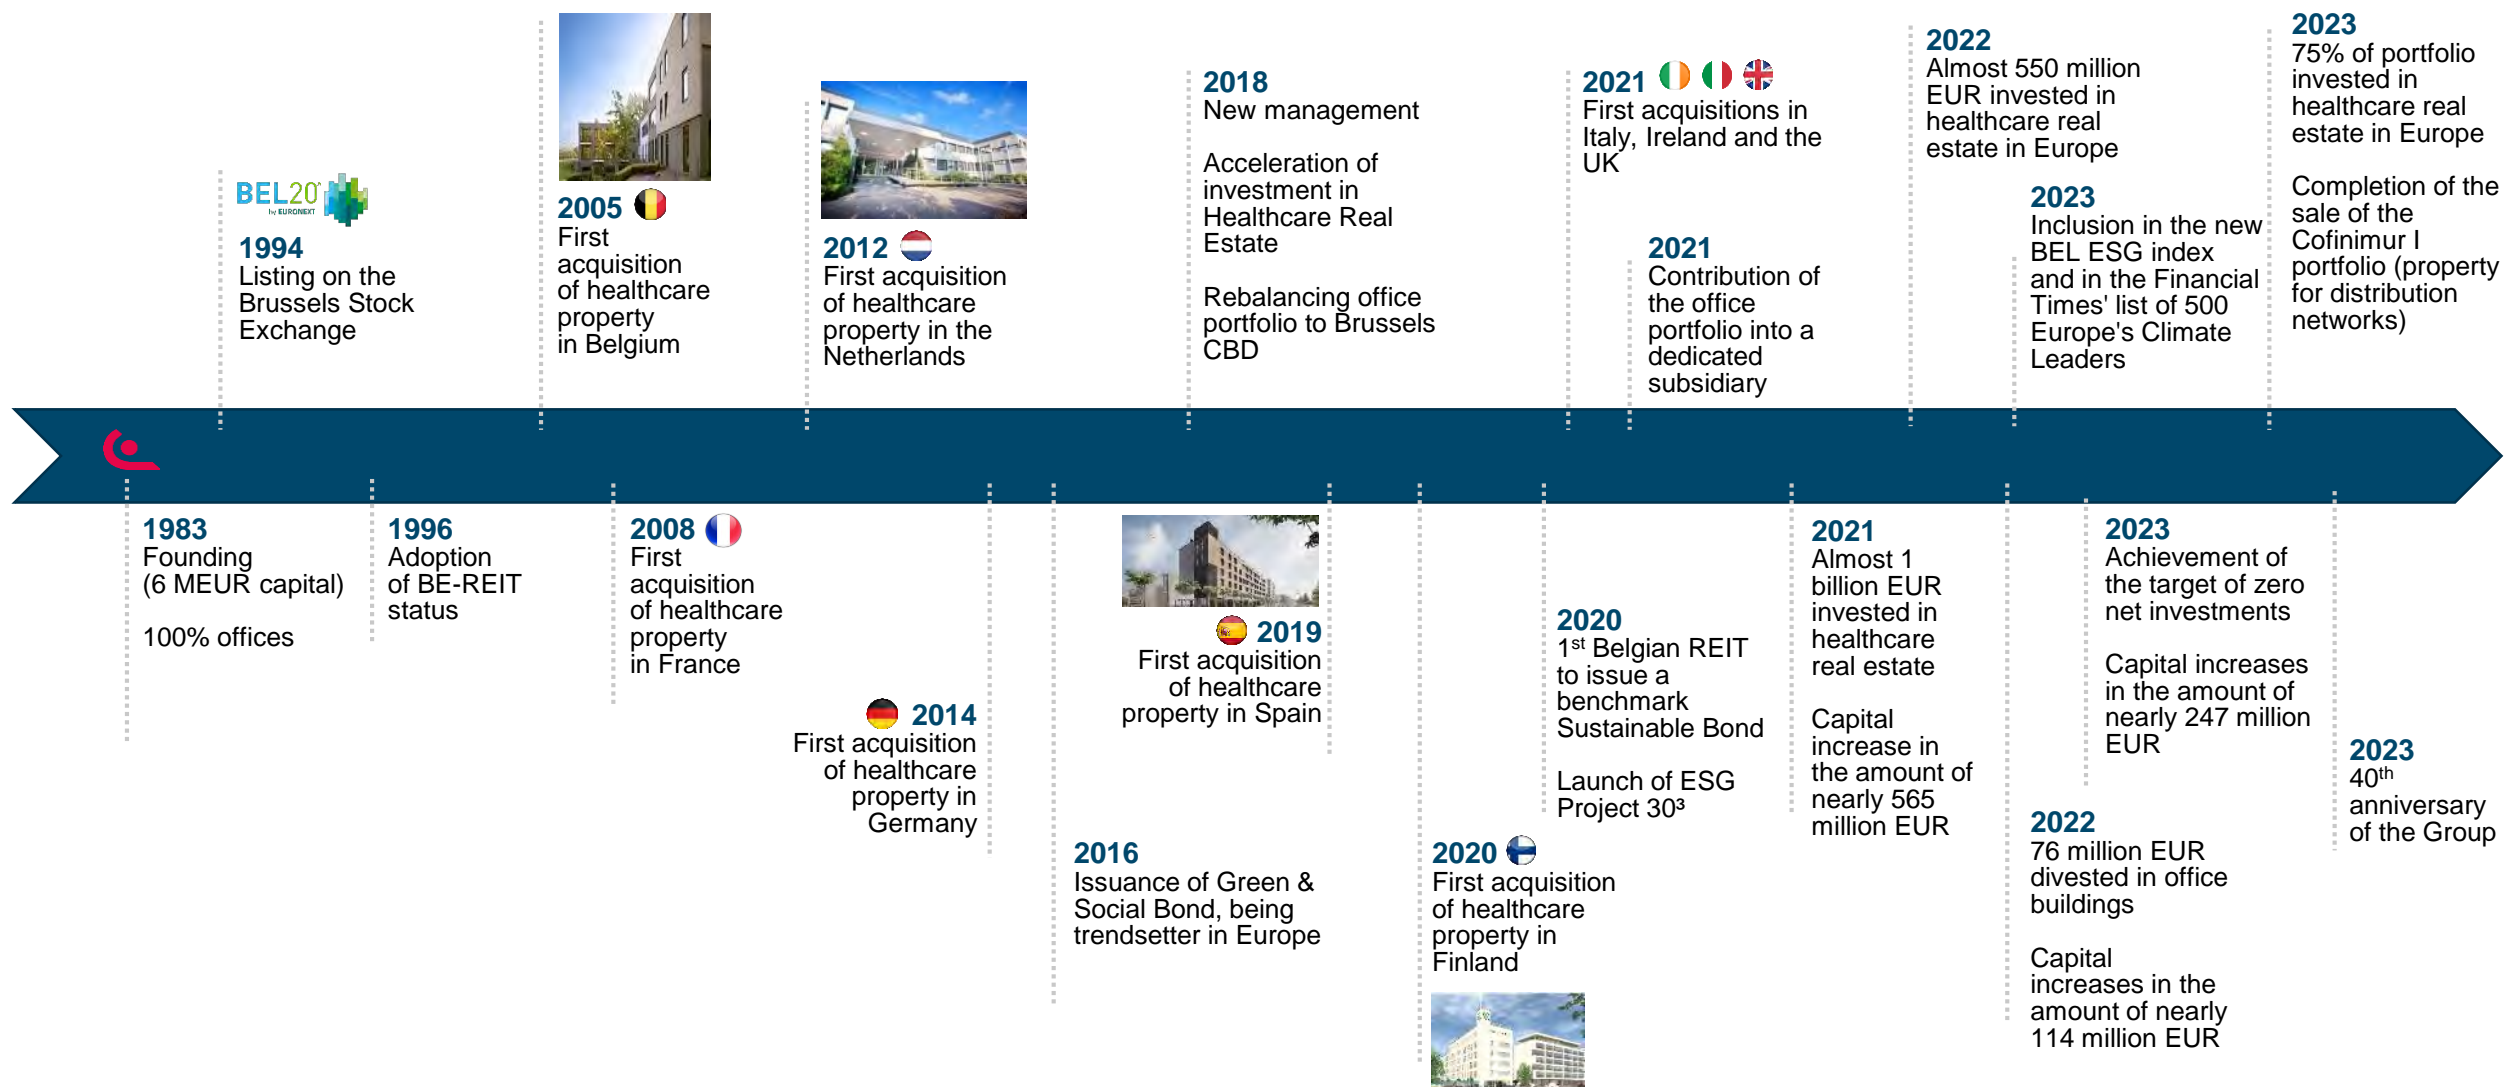 BEL20®
by EURONEXT
1994
Listing on the
Brussels Stock
Exchange
2005
First
acquisition
of healthcare
property
in Belgium
2012
First acquisition
of healthcare
property in the
Netherlands
2018
New management
Acceleration of
investment in
Healthcare Real
Estate
Rebalancing office
portfolio to Brussels
CBD
2021
First acquisitions in
Italy, Ireland and the
UK
2021
Contribution of
the office
portfolio into a
dedicated
subsidiary
2022
Almost 550 million
EUR invested in
healthcare real
estate in Europe
2023
Inclusion in the new
BEL ESG index
and in the Financial
Times' list of 500
Europe's Climate
Leaders
2023
75% of portfolio
invested in
healthcare real
estate in Europe
Completion of the
sale of the
Cofinimur I
portfolio (property
for distribution
networks)
1983
Founding
(6 MEUR capital)
100% offices
1996
Adoption
of BE-REIT
status
2008
First
acquisition
of healthcare
property
in France
2014
First acquisition
of healthcare
property in
Germany
2016
Issuance of Green &
Social Bond, being
trendsetter in Europe
2019
First acquisition
of healthcare
property in Spain
2020
First acquisition
of healthcare
property in
Finland
2020
1st Belgian REIT
to issue a
benchmark
Sustainable Bond
Launch of ESG
Project 30³
2021
Almost 1
billion EUR
invested in
healthcare
real estate
Capital
increase in
the amount of
nearly 565
million EUR
2022
76 million EUR
divested in office
buildings
Capital
increases in the
amount of nearly
114 million EUR
2023
Achievement of
the target of zero
net investments
Capital increases
in the amount of
nearly 247 million
EUR
2023
40th
anniversary
of the Group